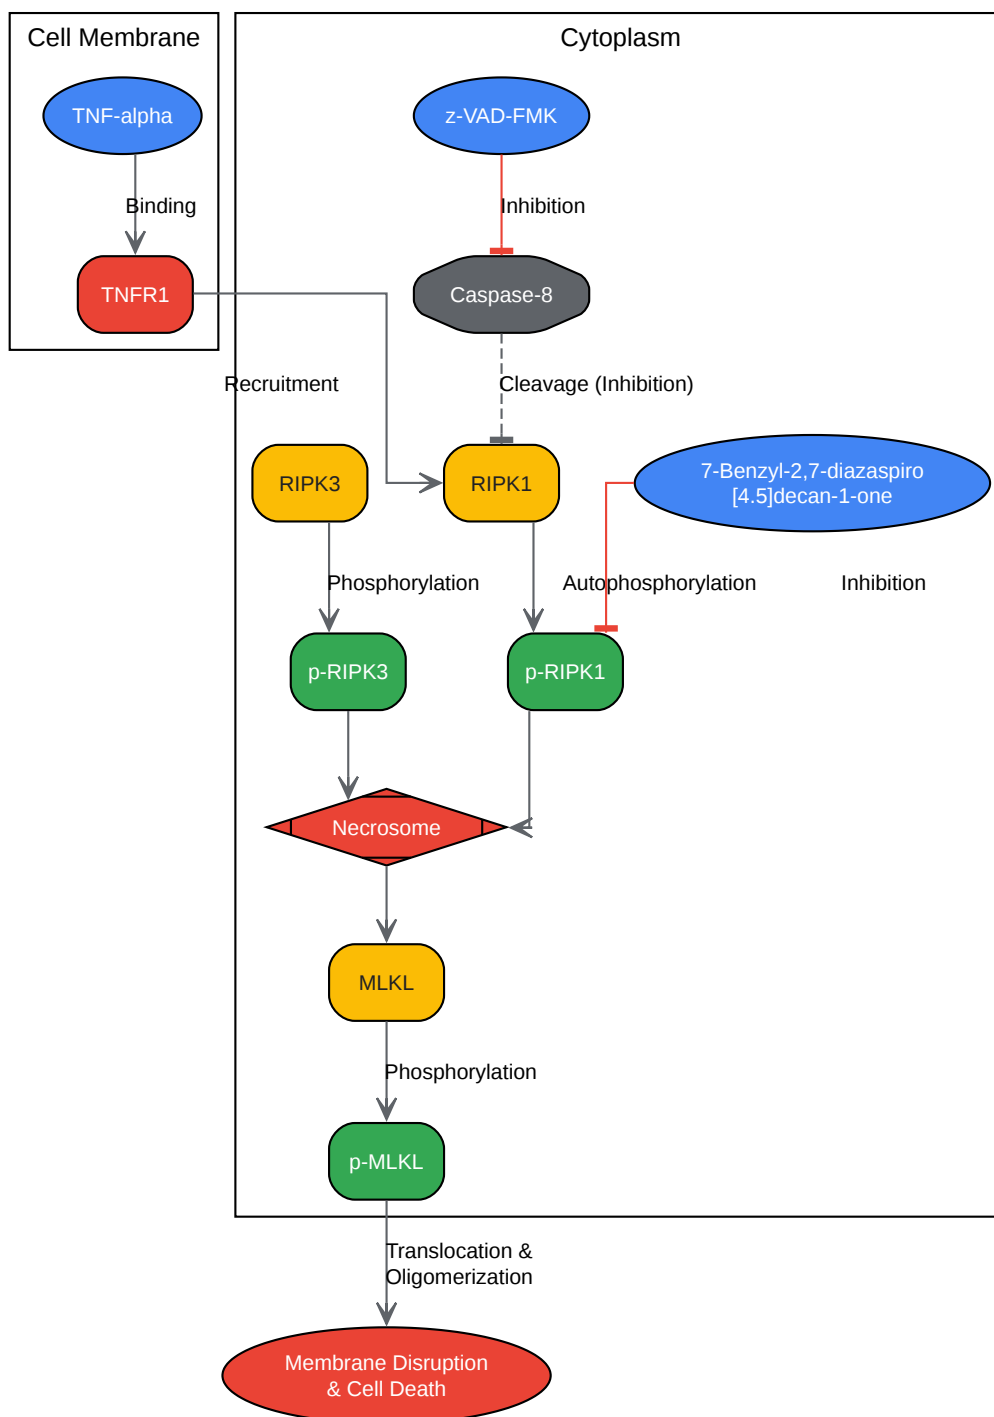 Cell Membrane
Cytoplasm
TNF-alpha
z-VAD-FMK
Binding
Inhibition
TNFR1
Caspase-8
Recruitment
Cleavage (Inhibition)
RIPK3
RIPK1
7-Benzyl-2,7-diazaspiro
[4.5]decan-1-one
Phosphorylation
Autophosphorylation
Inhibition
p-RIPK3
p-RIPK1
Necrosome
MLKL
Phosphorylation
p-MLKL
Translocation &
Oligomerization
Membrane Disruption
& Cell Death